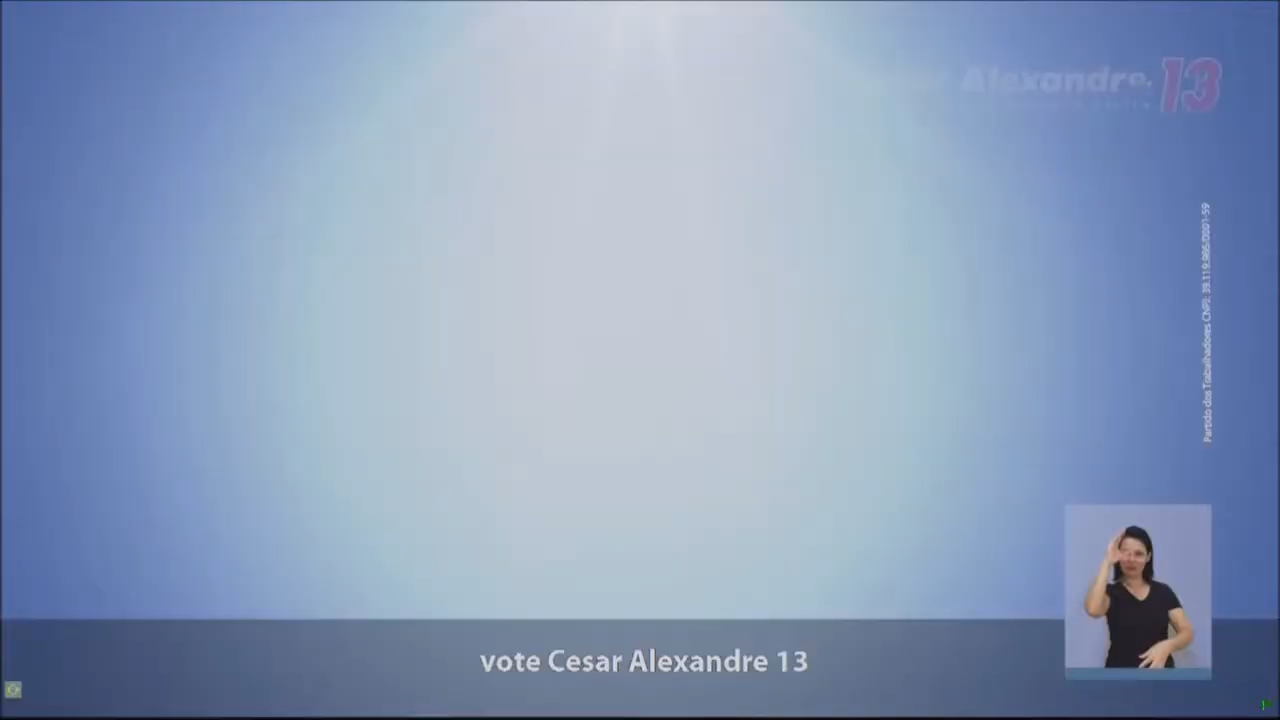 Alexandre. 13
Partido dos Trabalhadores CNPJ: 39.119.986/0001-59
vote Cesar Alexandre 13